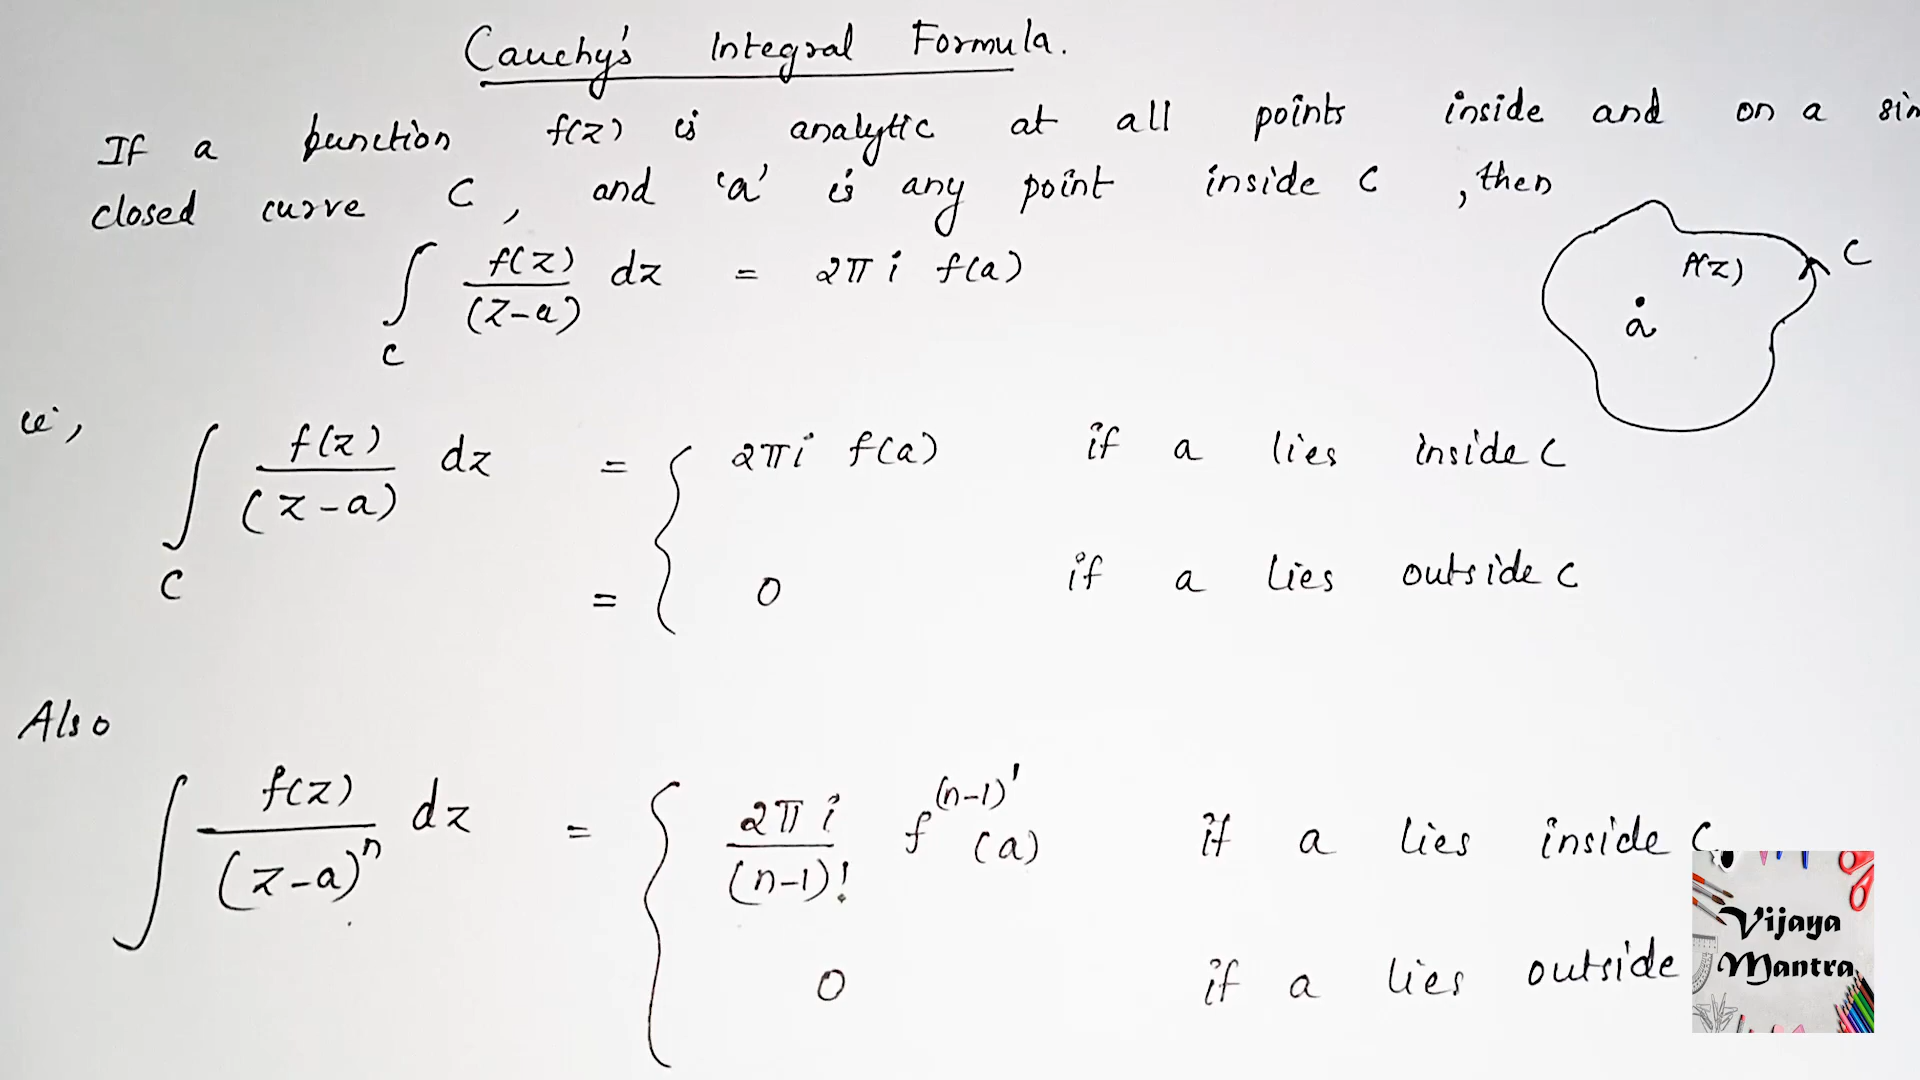 Cauchy's Integral Formula.
If a function f(z) is analytic at all points inside and on a sim
closed curve C, and 'a' is any point inside C, then
∫_C f(z)/(z-a) dz = 2πi f(a)
f(z) C
a
ie, ∫_C f(z)/(z-a) dz = { 2πi f(a) if a lies inside C
= { 0 if a lies outside C
Also
∫ f(z)/(z-a)^n dz = { 2πi/(n-1)! f^(n-1)' (a) if a lies inside C
0 if a lies outside
Vijaya
Mantra